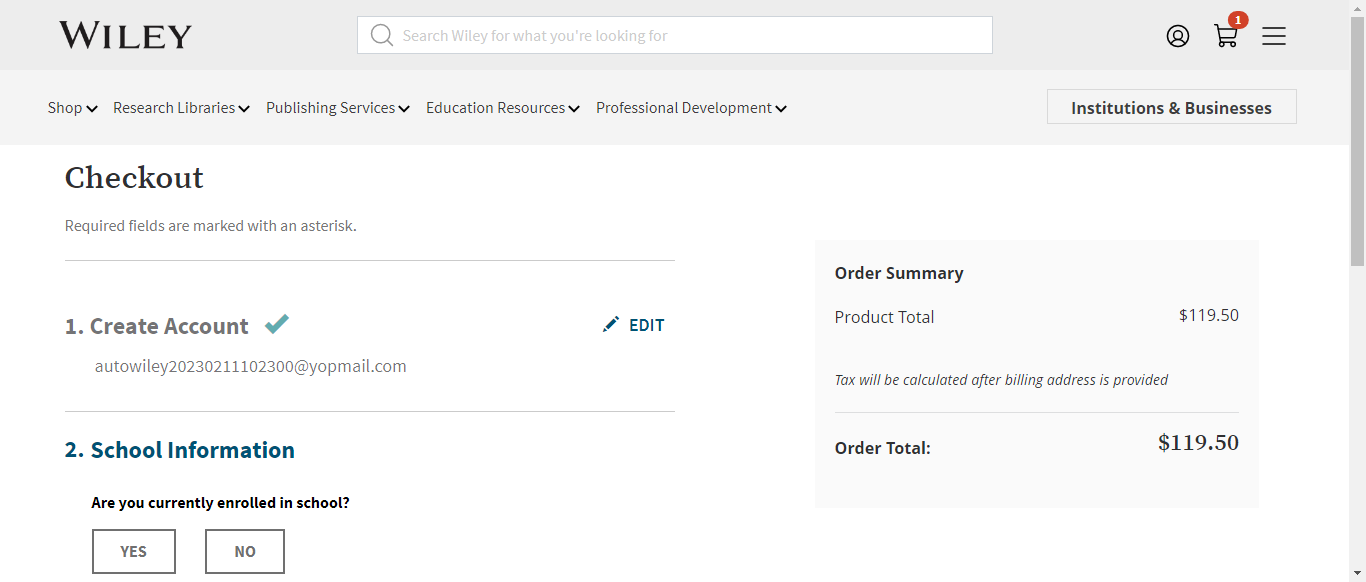 WILEY
Search Wiley for what you're looking for
1
Shop Research Libraries Publishing Services Education Resources Professional Development Institutions & Businesses
Checkout
Required fields are marked with an asterisk.
1. Create Account EDIT
autowiley20230211102300@yopmail.com
2. School Information
Are you currently enrolled in school?
YES NO
Order Summary
Product Total $119.50
Tax will be calculated after billing address is provided
Order Total: $119.50